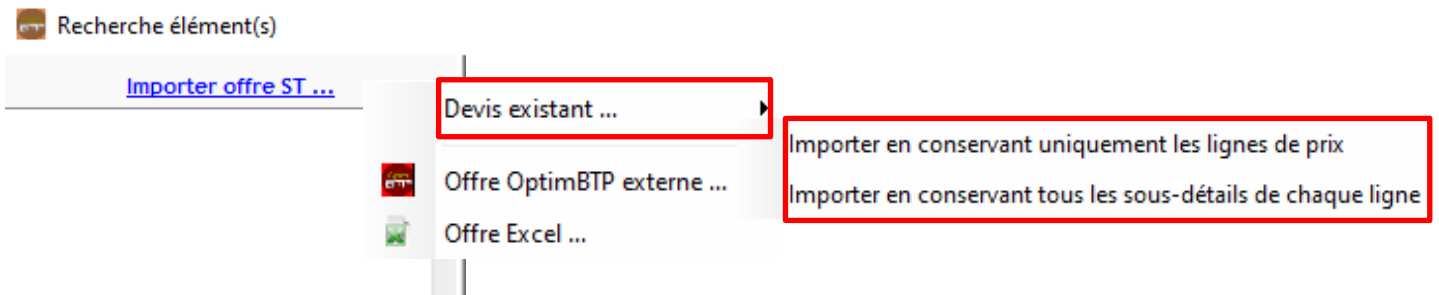 Recherche élément(s)
Importer offre ST ...
Devis existant ...
Importer en conservant uniquement les lignes de prix
Importer en conservant tous les sous-détails de chaque ligne
Offre OptimBTP externe ...
Offre Excel ...